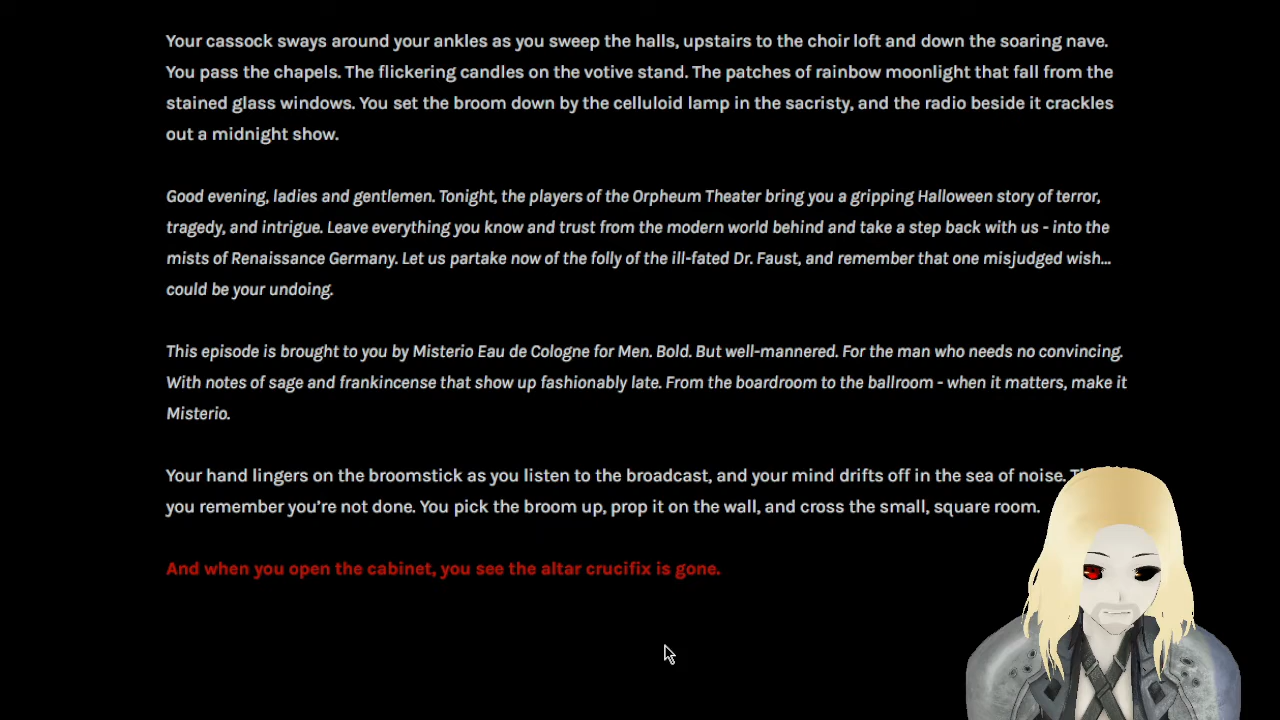 Your cassock sways around your ankles as you sweep the halls, upstairs to the choir loft and down the soaring nave.
You pass the chapels. The flickering candles on the votive stand. The patches of rainbow moonlight that fall from the
stained glass windows. You set the broom down by the celluloid lamp in the sacristy, and the radio beside it crackles
out a midnight show.
Good evening, ladies and gentlemen. Tonight, the players of the Orpheum Theater bring you a gripping Halloween story of terror,
tragedy, and intrigue. Leave everything you know and trust from the modern world behind and take a step back with us - into the
mists of Renaissance Germany. Let us partake now of the folly of the ill-fated Dr. Faust, and remember that one misjudged wish...
could be your undoing.
This episode is brought to you by Misterio Eau de Cologne for Men. Bold. But well-mannered. For the man who needs no convincing.
With notes of sage and frankincense that show up fashionably late. From the boardroom to the ballroom - when it matters, make it
Misterio.
Your hand lingers on the broomstick as you listen to the broadcast, and your mind drifts off in the sea of noise.
you remember you’re not done. You pick the broom up, prop it on the wall, and cross the small, square room.
And when you open the cabinet, you see the altar crucifix is gone.